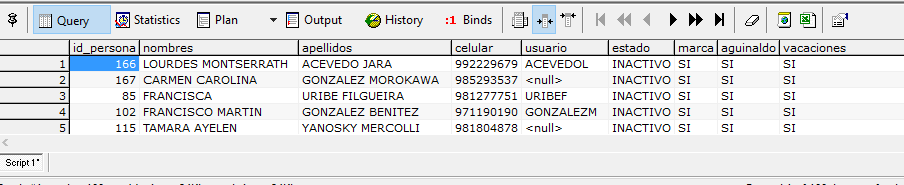 Query Statistics Plan Output History :1 Binds
id_persona nombres apellidos celular usuario estado marca aguinaldo vacaciones
1 166 LOURDES MONTSERRATH ACEVEDO JARA 992229679 ACEVEDOL INACTIVO SI SI SI
2 167 CARMEN CAROLINA GONZALEZ MOROKAWA 985293537 <null> INACTIVO SI SI SI
3 85 FRANCISCA URIBE FILGUEIRA 981277751 URIBEF INACTIVO SI SI SI
4 102 FRANCISCO MARTIN GONZALEZ BENITEZ 971190190 GONZALEZM INACTIVO SI SI SI
5 115 TAMARA AYELEN YANOSKY MERCOLLI 981804878 <null> INACTIVO SI SI SI
Script 1*